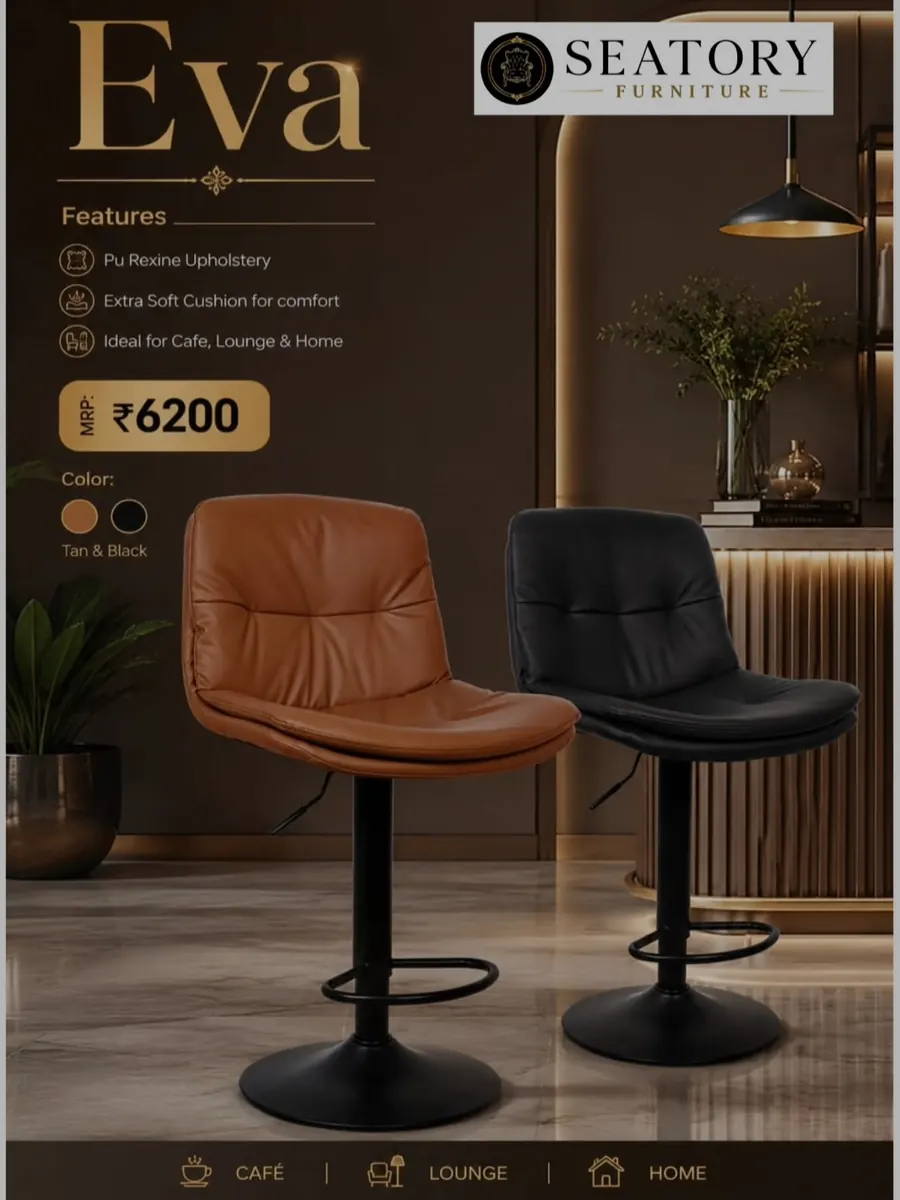 Eva
SEATORY
FURNITURE
Features
Pu Rexine Upholstery
Extra Soft Cushion for comfort
Ideal for Cafe, Lounge & Home
MRP: ₹6200
Color:
Tan & Black
CAFÉ | LOUNGE | HOME